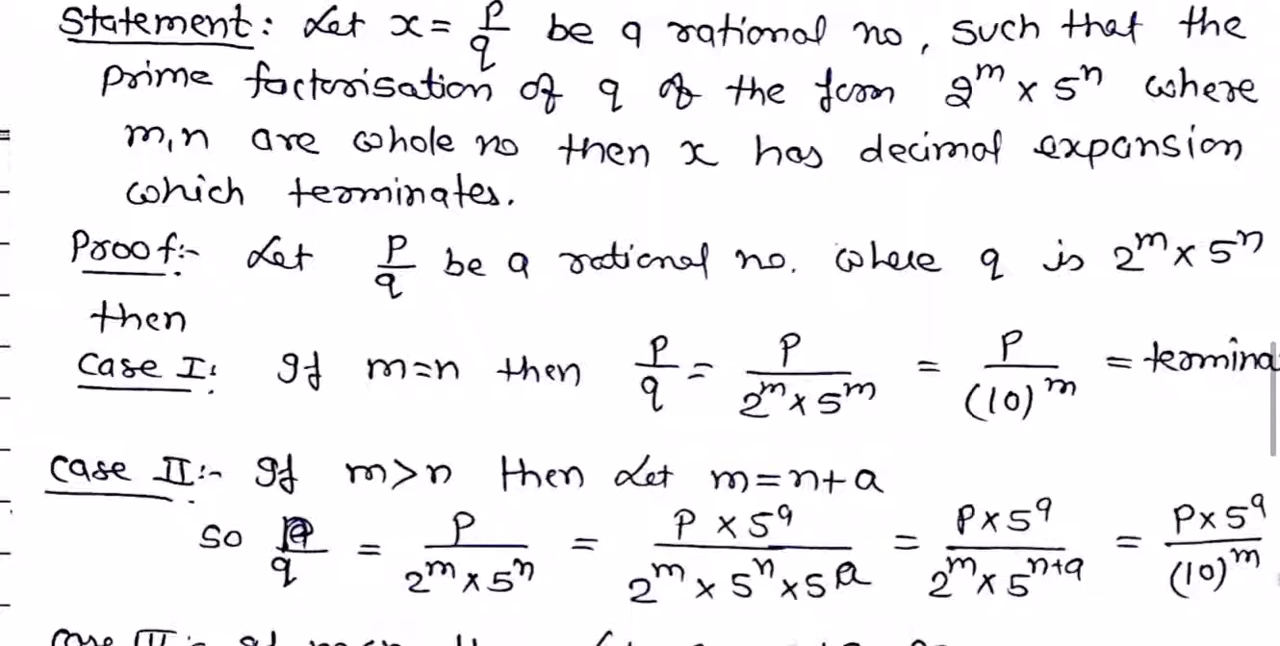 Statement: Let x = p/q be a rational no, such that the
prime factorisation of q of the form 2^m × 5^n where
m,n are whole no then x has decimal expansion
which terminates.
Proof:- Let p/q be a rational no. where q is 2^m × 5^n
then
Case I: If m=n then p/q = p/(2^m × 5^m) = p/(10)^m = termina
Case II:- If m>n then Let m=n+a
So p/q = p/(2^m × 5^n) = (p × 5^a)/(2^m × 5^n × 5^a) = (p × 5^a)/(2^m × 5^(n+a)) = (p × 5^a)/(10)^m